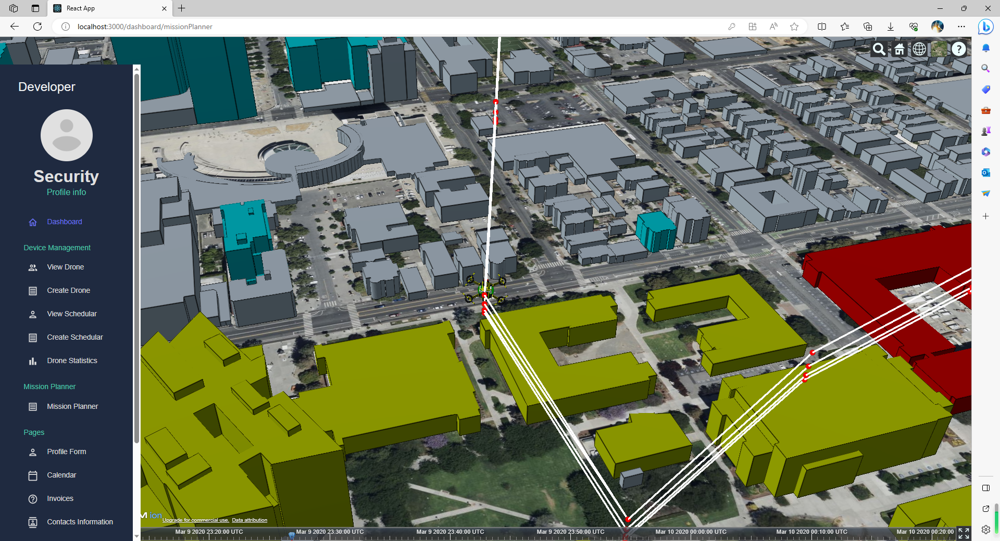 React App
localhost:3000/dashboard/missionPlanner
Developer
Security
Profile info
Dashboard
Device Management
View Drone
Create Drone
View Schedular
Create Schedular
Drone Statistics
Mission Planner
Mission Planner
Pages
Profile Form
Calendar
Invoices
Contacts Information
M ion
Upgrade for commercial use. Data attribution
Mar 9 2020 23:20:00 UTC
Mar 9 2020 23:30:00 UTC
Mar 9 2020 23:40:00 UTC
Mar 9 2020 23:50:00 UTC
Mar 10 2020 00:00:00 UTC
Mar 10 2020 00:10:00 UTC
Mar 10 2020 00:20:00